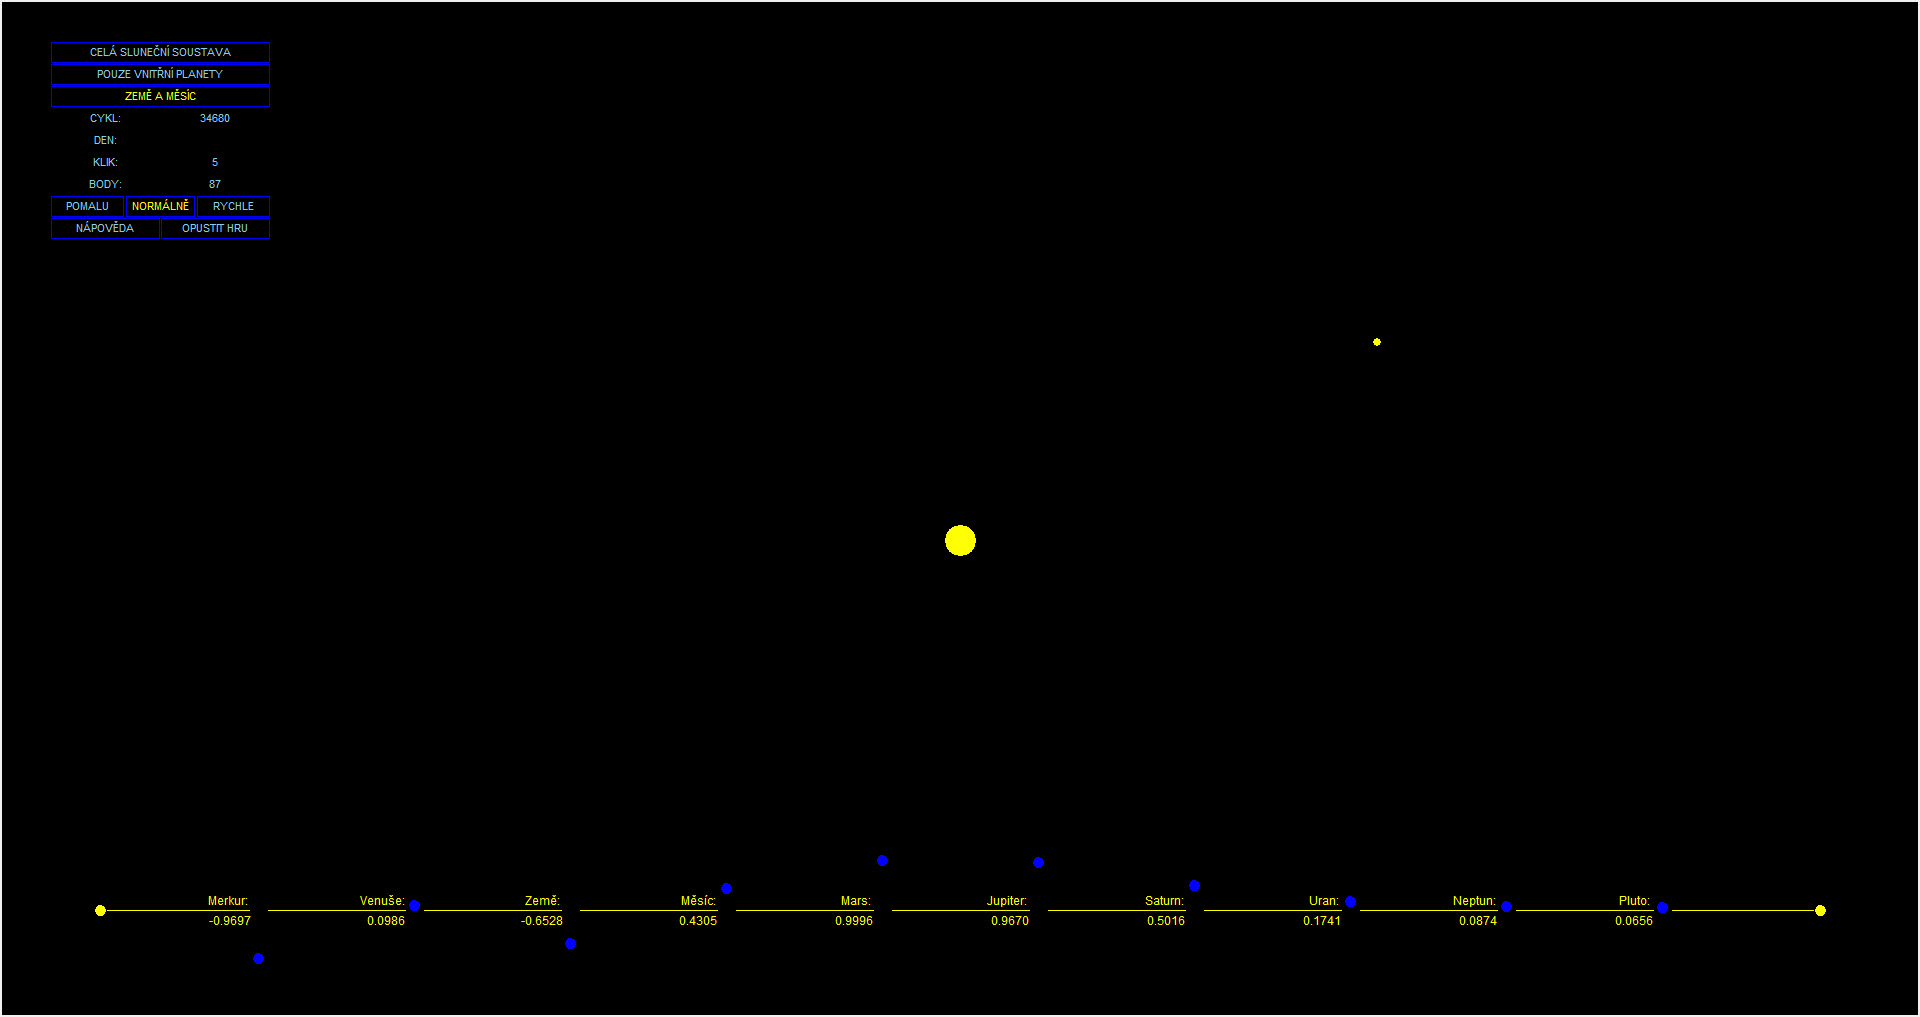 CELÁ SLUNEČNÍ SOUSTAVA
POUZE VNITŘNÍ PLANETY
ZEMĚ A MĚSÍC
CYKL: 34680
DEN:
KLIK: 5
BODY: 87
POMALU NORMÁLNĚ RYCHLE
NÁPOVĚDA OPUSTIT HRU
Merkur: Venuše: Země: Měsíc: Mars: Jupiter: Saturn: Uran: Neptun: Pluto:
-0.9697 0.0986 -0.6528 0.4305 0.9996 0.9670 0.5016 0.1741 0.0874 0.0656